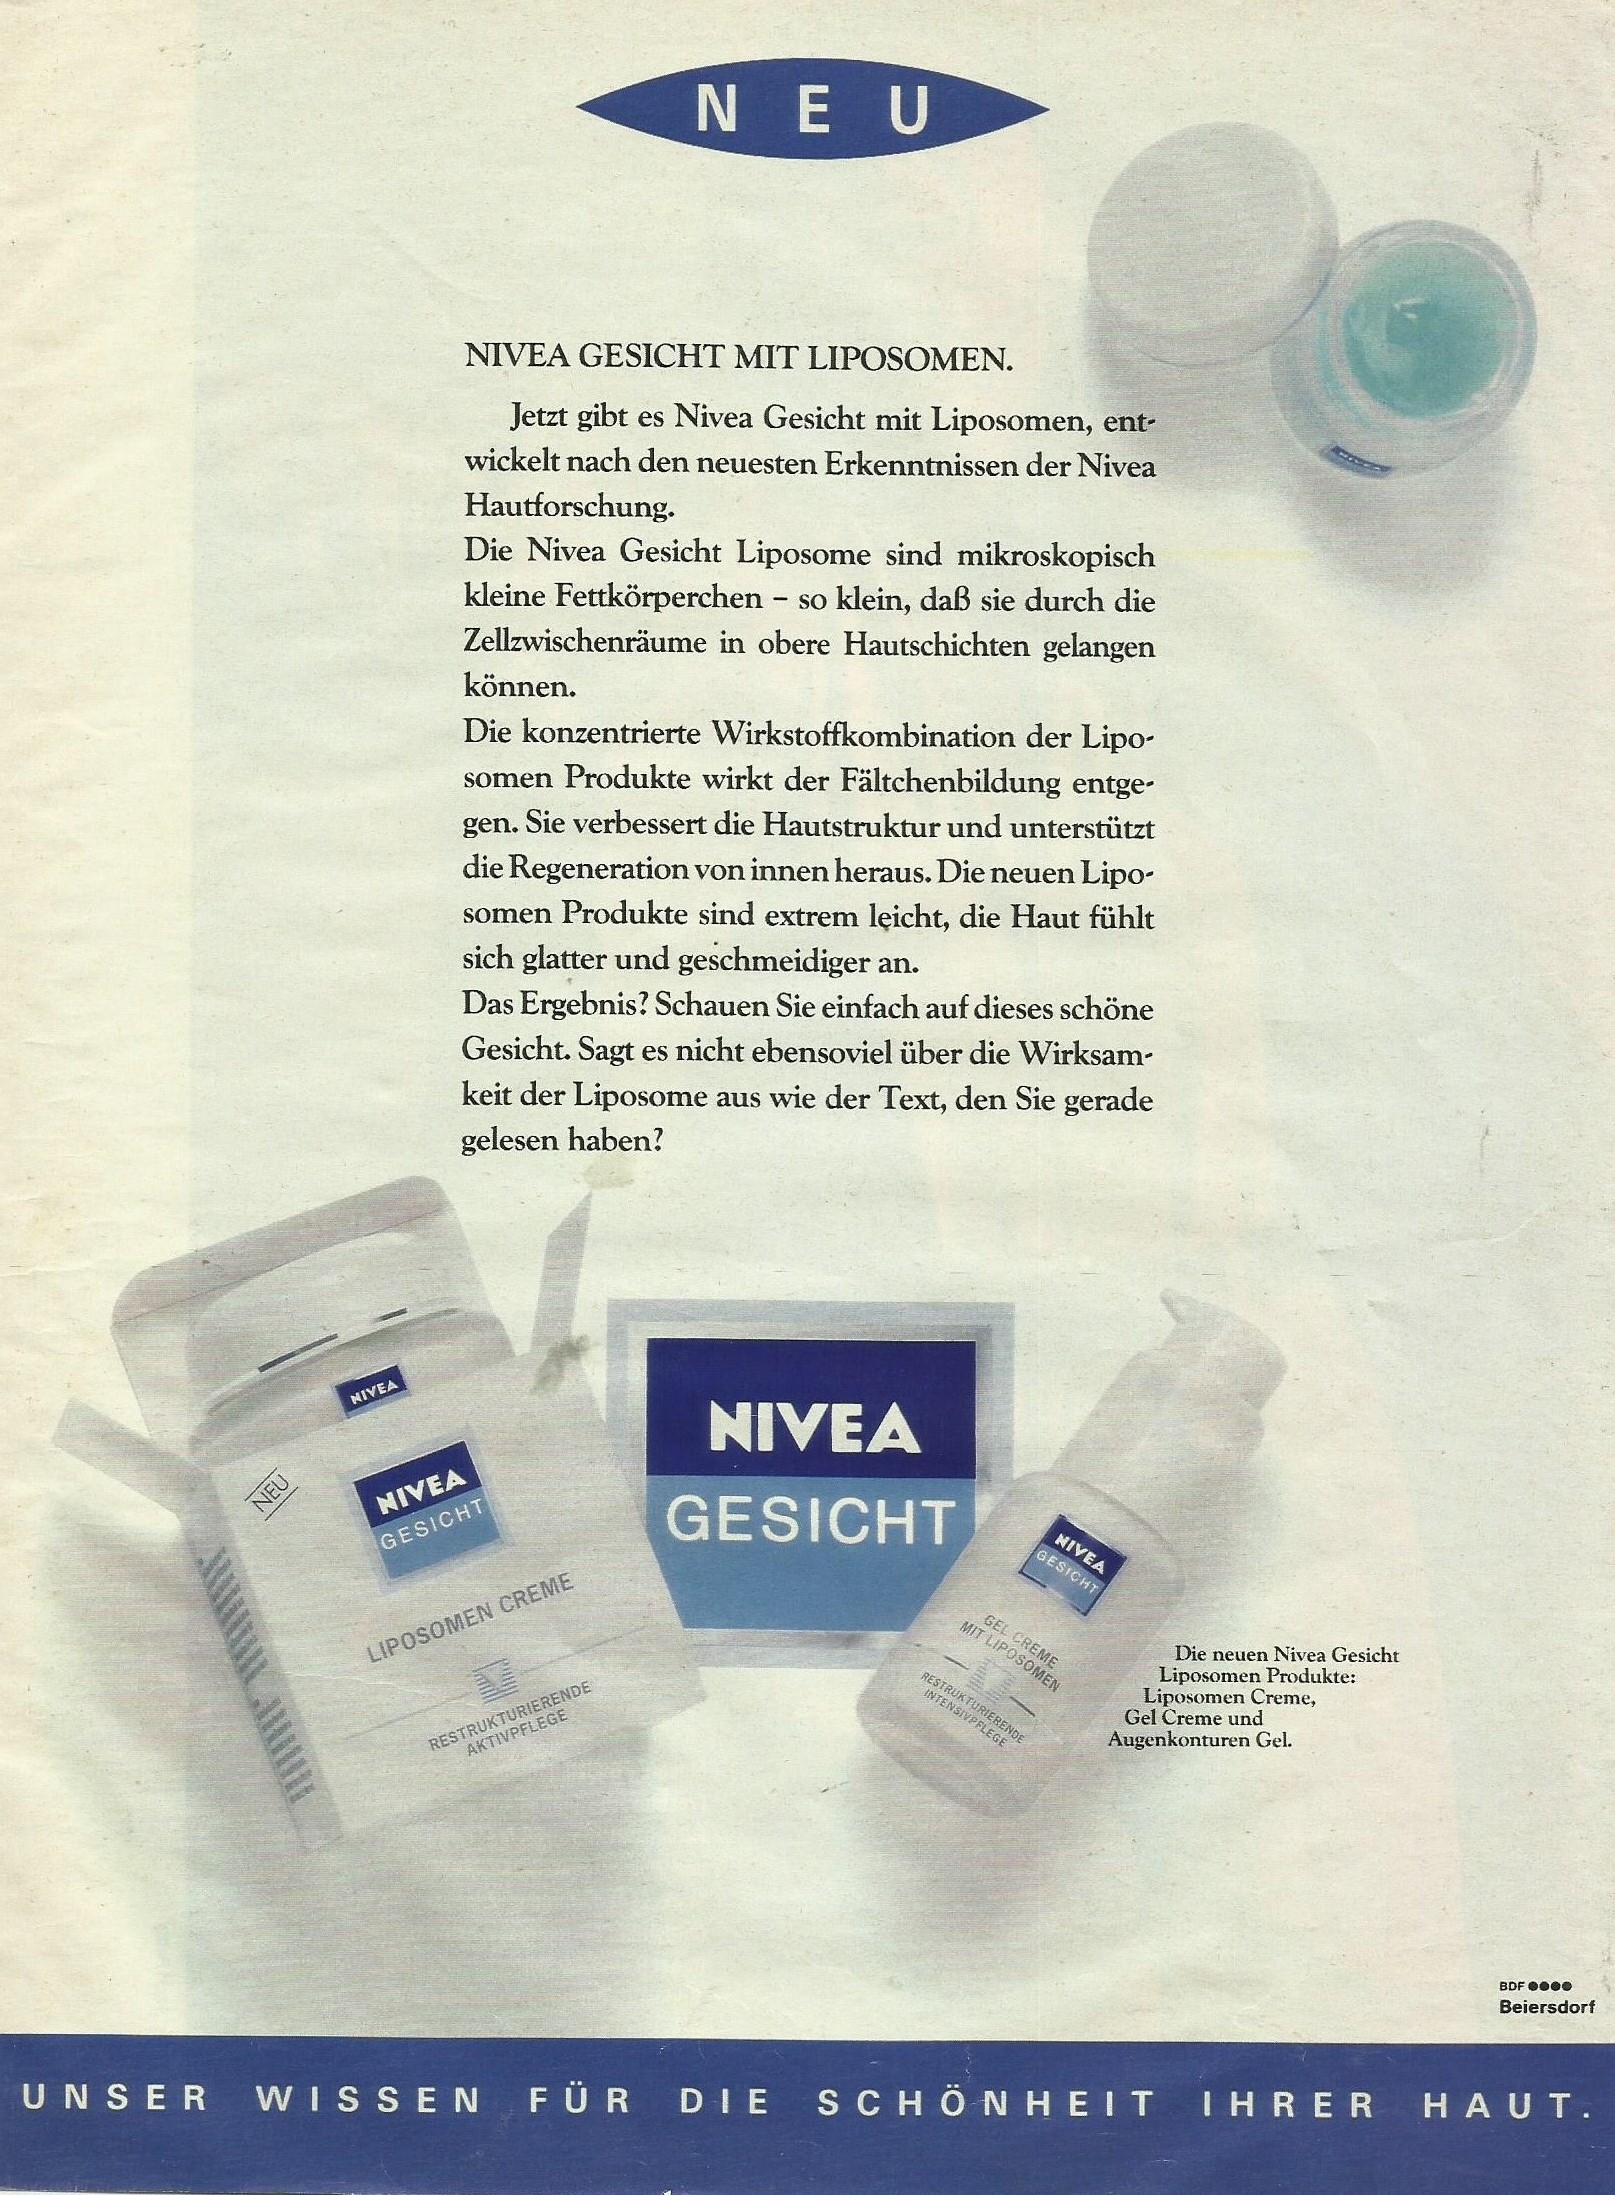 NEU
NIVEA
NIVEA GESICHT MIT LIPOSOMEN.
Jetzt gibt es Nivea Gesicht mit Liposomen, ent-
wickelt nach den neuesten Erkenntnissen der Nivea
Hautforschung.
Die Nivea Gesicht Liposome sind mikroskopisch
kleine Fettkörperchen – so klein, daß sie durch die
Zellzwischenräume in obere Hautschichten gelangen
können.
Die konzentrierte Wirkstoffkombination der Lipo-
somen Produkte wirkt der Fältchenbildung entge-
gen. Sie verbessert die Hautstruktur und unterstützt
die Regeneration von innen heraus. Die neuen Lipo-
somen Produkte sind extrem leicht, die Haut fühlt
sich glatter und geschmeidiger an.
Das Ergebnis? Schauen Sie einfach auf dieses schöne
Gesicht. Sagt es nicht ebensoviel über die Wirksam-
keit der Liposome aus wie der Text, den Sie gerade
gelesen haben?
NIVEA
NEU
NIVEA
GESICHT
LIPOSOMEN CREME
RESTRUKTURIERENDE
AKTIVPFLEGE
NIVEA
GESICHT
NIVEA
GESICHT
GEL CREME
MIT LIPOSOMEN
RESTRUKTURIERENDE
INTENSIVPFLEGE
Die neuen Nivea Gesicht
Liposomen Produkte:
Liposomen Creme,
Gel Creme und
Augenkonturen Gel.
BDF ●●●●
Beiersdorf
UNSER WISSEN FÜR DIE SCHÖNHEIT IHRER HAUT.